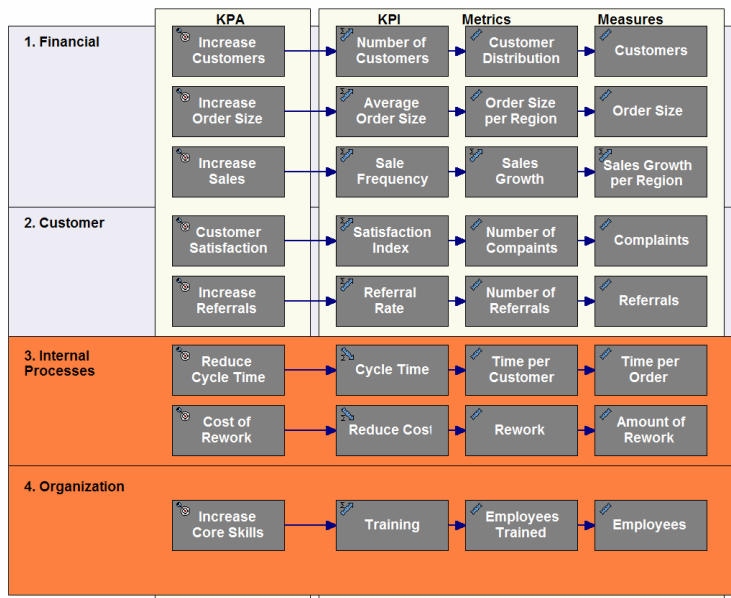 KPA KPI Metrics Measures
1. Financial
Increase
Customers
Number of
Customers
Customer
Distribution
Customers
Increase
Order Size
Average
Order Size
Order Size
per Region
Order Size
Increase
Sales
Sale
Frequency
Sales
Growth
Sales Growth
per Region
2. Customer
Customer
Satisfaction
Satisfaction
Index
Number of
Compaints
Complaints
Increase
Referrals
Referral
Rate
Number of
Referrals
Referrals
3. Internal
Processes
Reduce
Cycle Time
Cycle Time
Time per
Customer
Time per
Order
Cost of
Rework
Reduce Cost
Rework
Amount of
Rework
4. Organization
Increase
Core Skills
Training
Employees
Trained
Employees